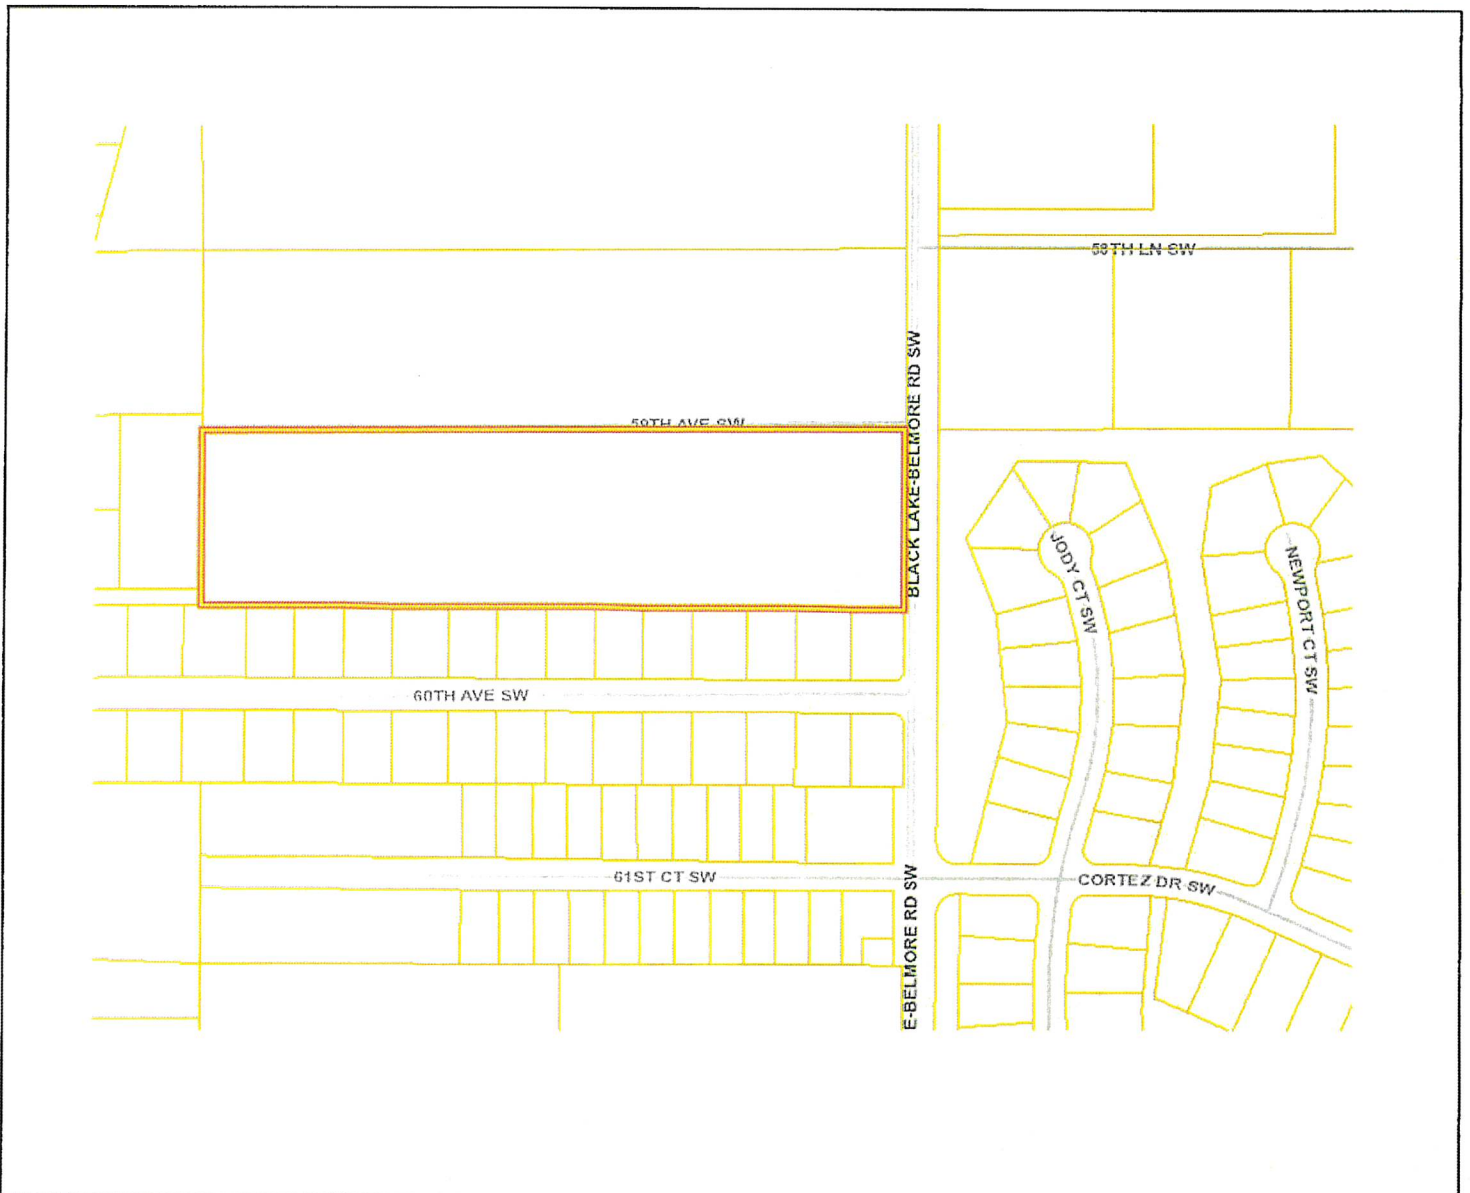 58TH LN SW
BLACK LAKE-BELMORE RD SW
59TH AVE SW
JODY CT SW
NEWPORT CT SW
60TH AVE SW
61ST CT SW
CORTEZ DR SW
E-BELMORE RD SW